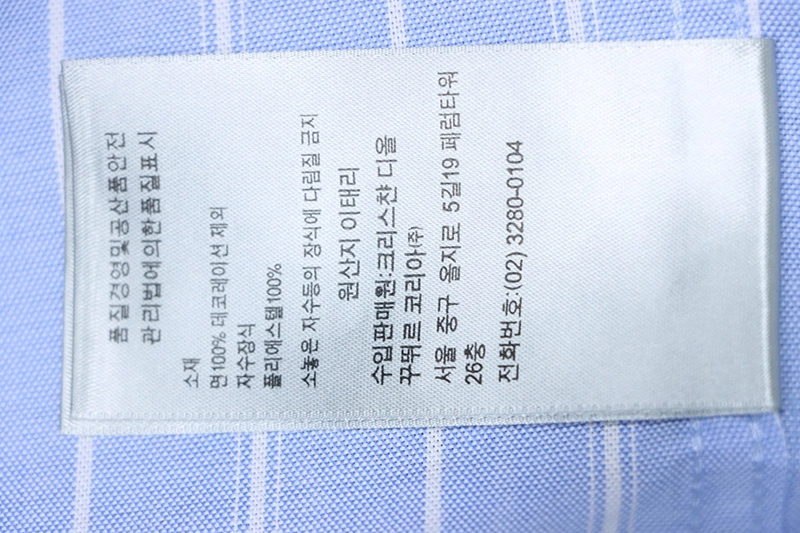 품질경영및공산품안전
관리법에의한품질표시
소재
면100% 데코레이션 제외
자수장식
폴리에스텔100%
소놓은 자수등의 장식에 다림질 금지
원산지 이태리
수입판매원:크리스챤 디올
꾸뛰르 코리아(주)
서울 중구 을지로 5길19 페럼타워
26층
전화번호:(02) 3280-0104